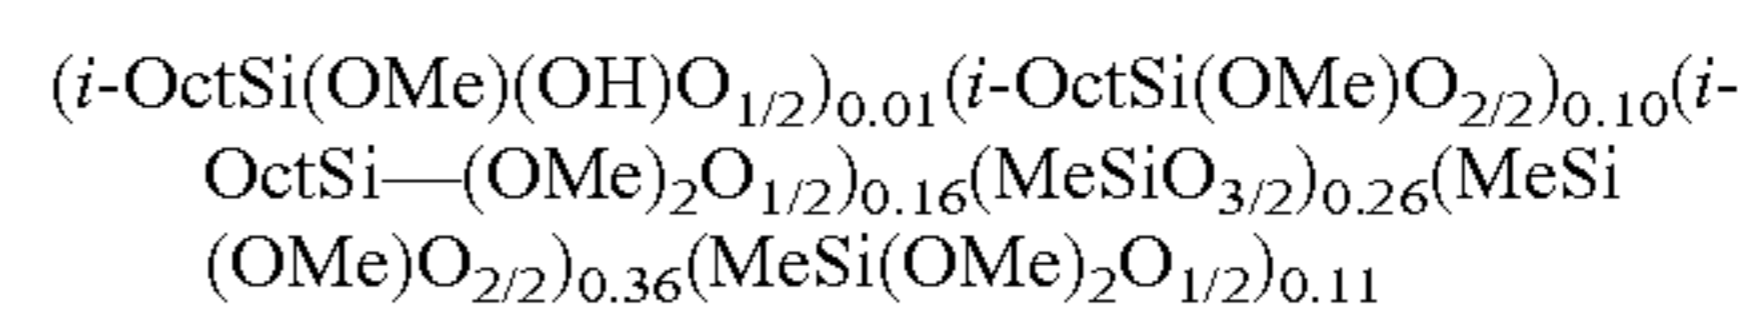 (i-OctSi(OMe)(OH)O1/2)0.01(i-OctSi(OMe)O2/2)0.10(i-
OctSi—(OMe)2O1/2)0.16(MeSiO3/2)0.26(MeSi
(OMe)O2/2)0.36(MeSi(OMe)2O1/2)0.11